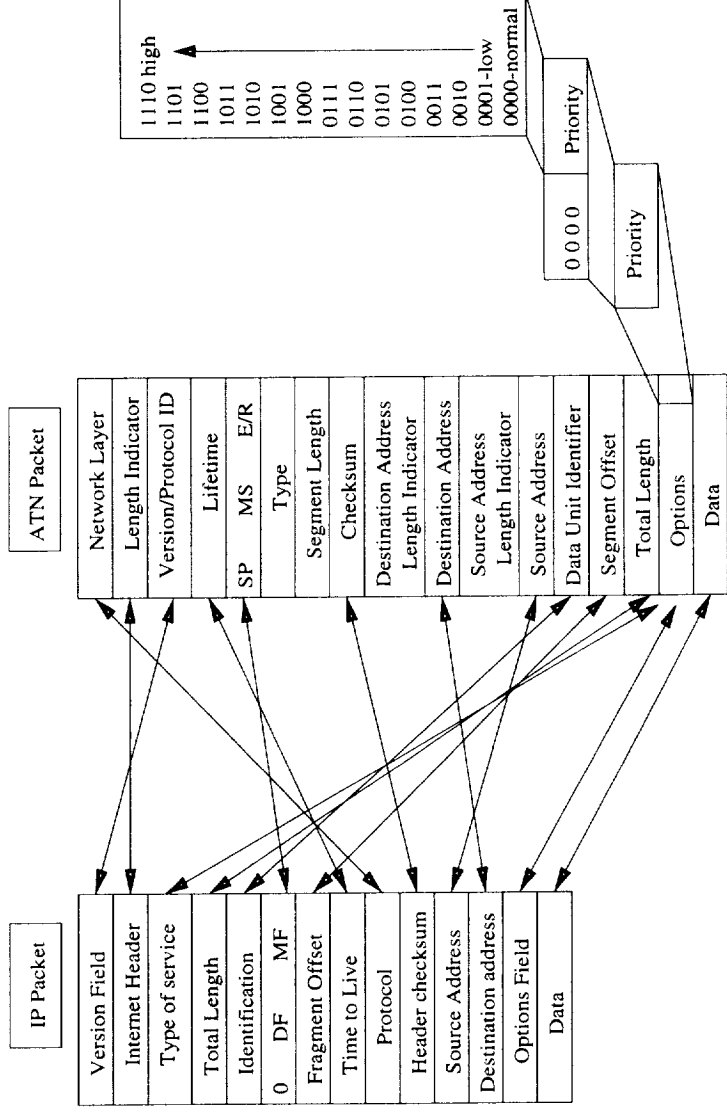 IP Packet
Version Field
Internet Header
Type of service
Total Length
Identification
0 DF MF
Fragment Offset
Time to Live
Protocol
Header checksum
Source Address
Destination address
Options Field
Data
ATN Packet
Network Layer
Length Indicator
Version/Protocol ID
Lifetime
SP MS E/R
Type
Segment Length
Checksum
Destination Address
Length Indicator
Destination Address
Source Address
Length Indicator
Source Address
Data Unit Identifier
Segment Offset
Total Length
Options
Data
Priority
0 0 0 0
Priority
1110 high
1101
1100
1011
1010
1001
1000
0111
0110
0101
0100
0011
0010
0001-low
0000-normal